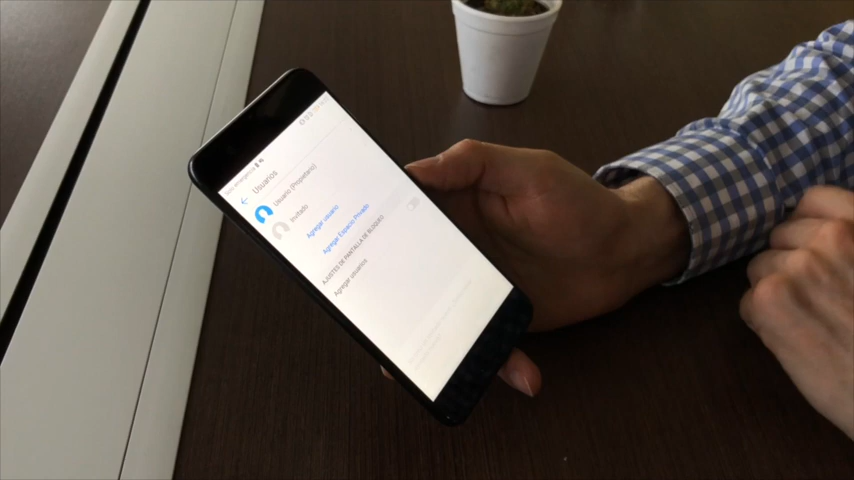 Usuarios
Usuario (Propietario)
Invitado
Agregar usuario
Agregar Espacio Privado
AJUSTES DE PANTALLA DE BLOQUEO
Agregar usuarios